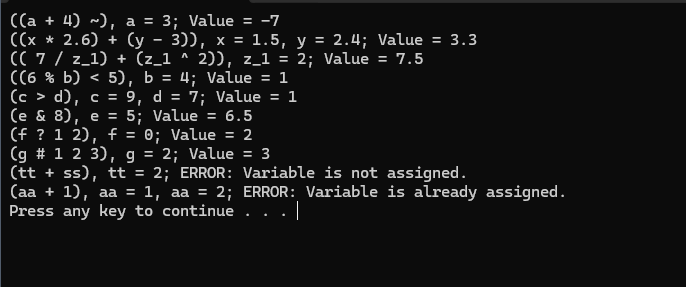 ((a + 4) ~), a = 3; Value = -7
((x * 2.6) + (y - 3)), x = 1.5, y = 2.4; Value = 3.3
(( 7 / z_1) + (z_1 ^ 2)), z_1 = 2; Value = 7.5
((6 % b) < 5), b = 4; Value = 1
(c > d), c = 9, d = 7; Value = 1
(e & 8), e = 5; Value = 6.5
(f ? 1 2), f = 0; Value = 2
(g # 1 2 3), g = 2; Value = 3
(tt + ss), tt = 2; ERROR: Variable is not assigned.
(aa + 1), aa = 1, aa = 2; ERROR: Variable is already assigned.
Press any key to continue . . .